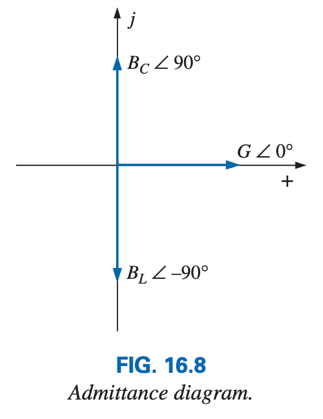 j
B_C ∠ 90°
G ∠ 0°
+
B_L ∠ –90°
FIG. 16.8
Admittance diagram.